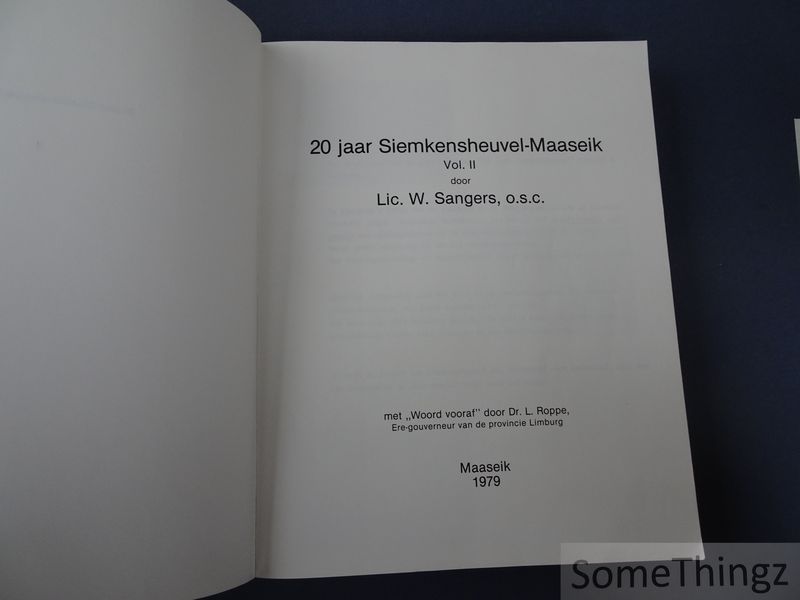 20 jaar Siemkensheuvel-Maaseik
Vol. II
door
Lic. W. Sangers, o.s.c.
met „Woord vooraf" door Dr. L. Roppe,
Ere-gouverneur van de provincie Limburg
Maaseik
1979
SomeThingz